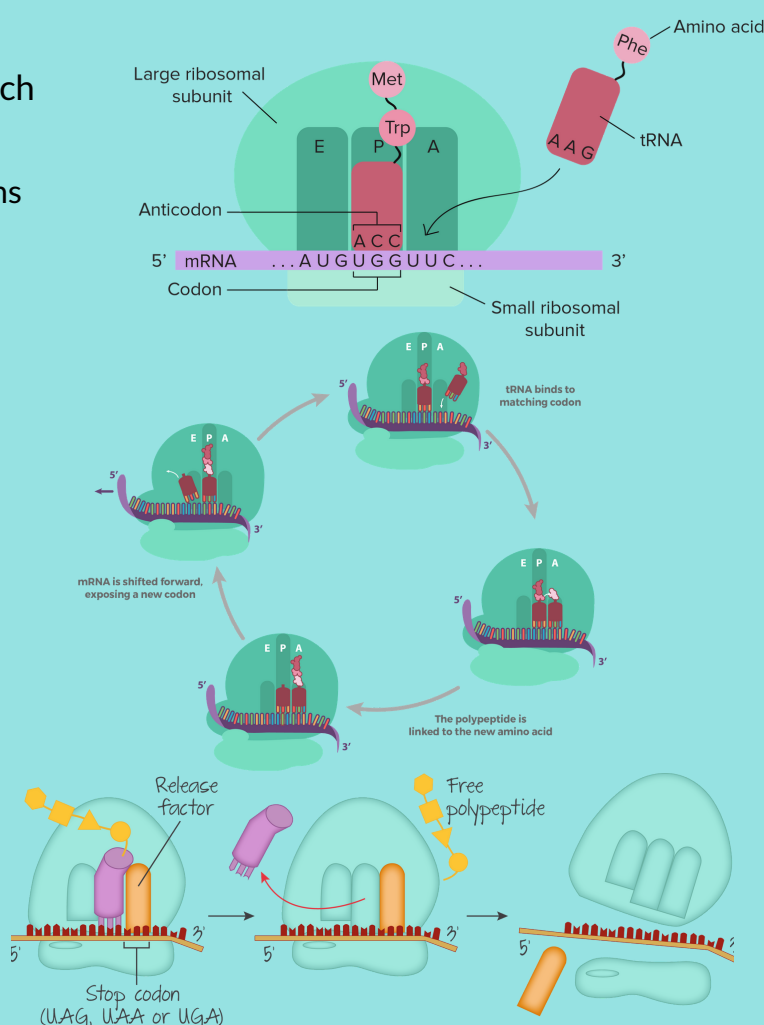 ch
ns
Large ribosomal
subunit
Met
Trp
Phe
Amino acid
tRNA
A A G
E P A
Anticodon
A C C
5’ mRNA ...A U G U G G U U C... 3’
Codon
Small ribosomal
subunit
E P A
5’
3’
tRNA binds to
matching codon
E P A
5’
3’
mRNA is shifted forward,
exposing a new codon
E P A
5’
3’
The polypeptide is
linked to the new amino acid
E P A
5’
3’
Release
factor
Free
polypeptide
5’ 3’
5’ 3’
5’
Stop codon
(UAG, UAA or UGA)